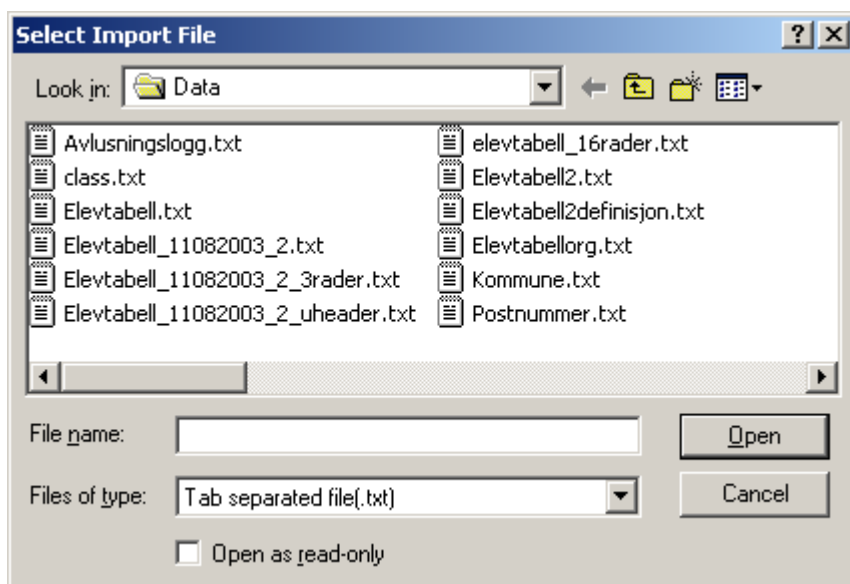 Select Import File
Look in: Data
Avlusningslogg.txt
class.txt
Elevtabell.txt
Elevtabell_11082003_2.txt
Elevtabell_11082003_2_3rader.txt
Elevtabell_11082003_2_uheader.txt
elevtabell_16rader.txt
Elevtabell2.txt
Elevtabell2definisjon.txt
Elevtabellorg.txt
Kommune.txt
Postnummer.txt
File name:
Open
Files of type: Tab separated file(.txt)
Cancel
Open as read-only